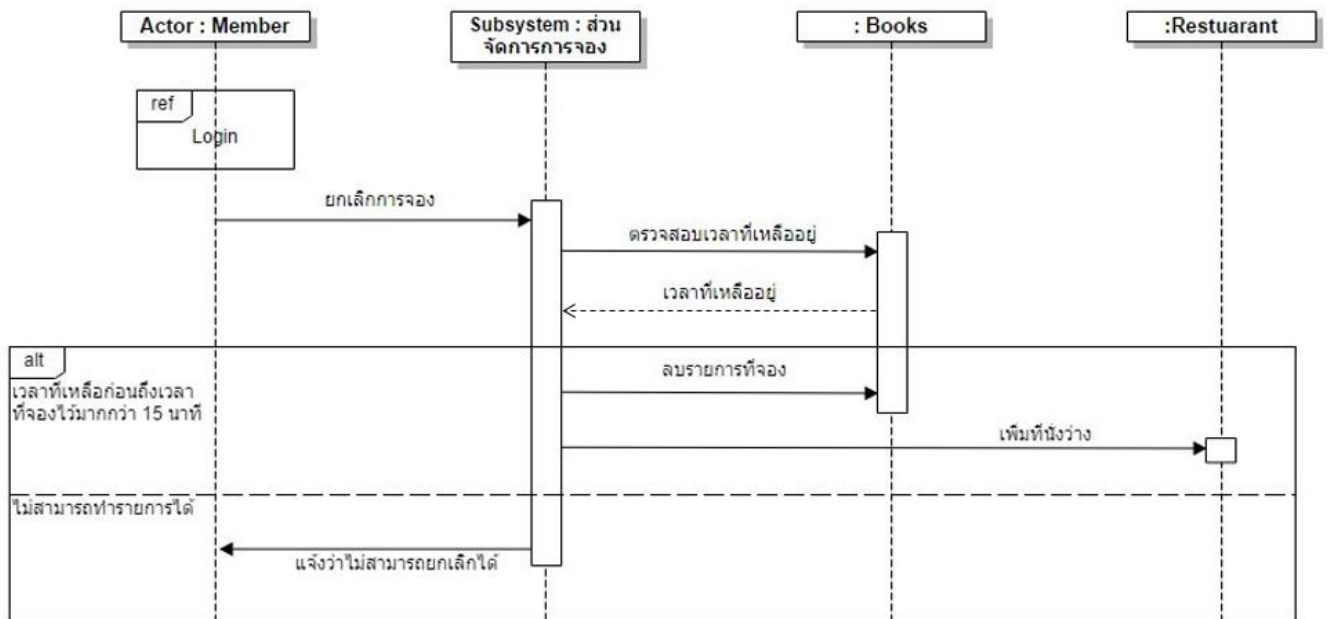 Actor : Member
Subsystem : ส่วน
จัดการการจอง
: Books
:Restuarant
ref
Login
ยกเลิกการจอง
ตรวจสอบเวลาที่เหลืออยู่
เวลาที่เหลืออยู่
alt
เวลาที่เหลือก่อนถึงเวลา
ที่จองไว้มากกว่า 15 นาที
ลบรายการที่จอง
เพิ่มที่นั่งว่าง
ไม่สามารถทำรายการได้
แจ้งว่าไม่สามารถยกเลิกได้